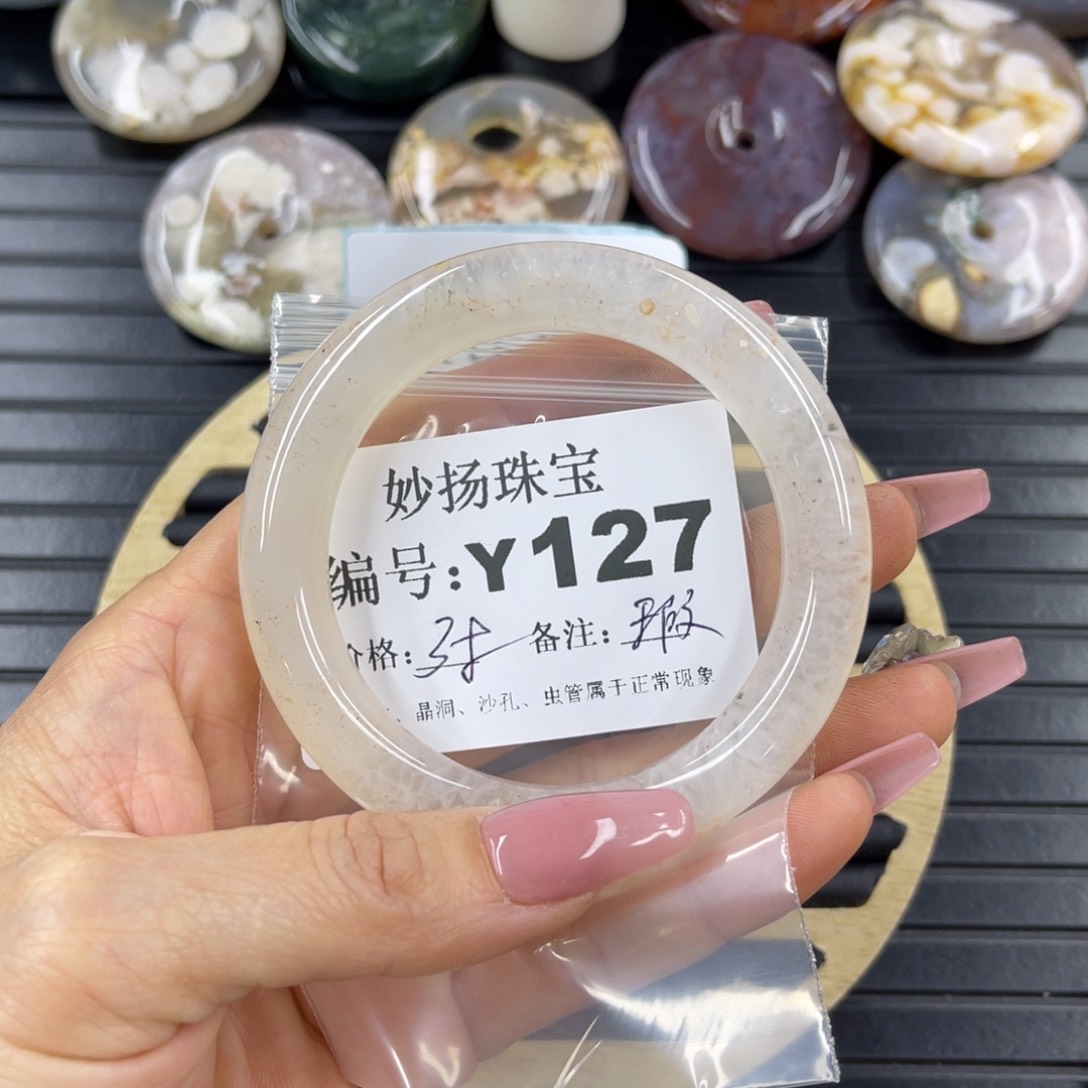 妙扬珠宝
编号:Y127
价格: 备注:瑕
晶洞、沙孔、虫管属于正常现象